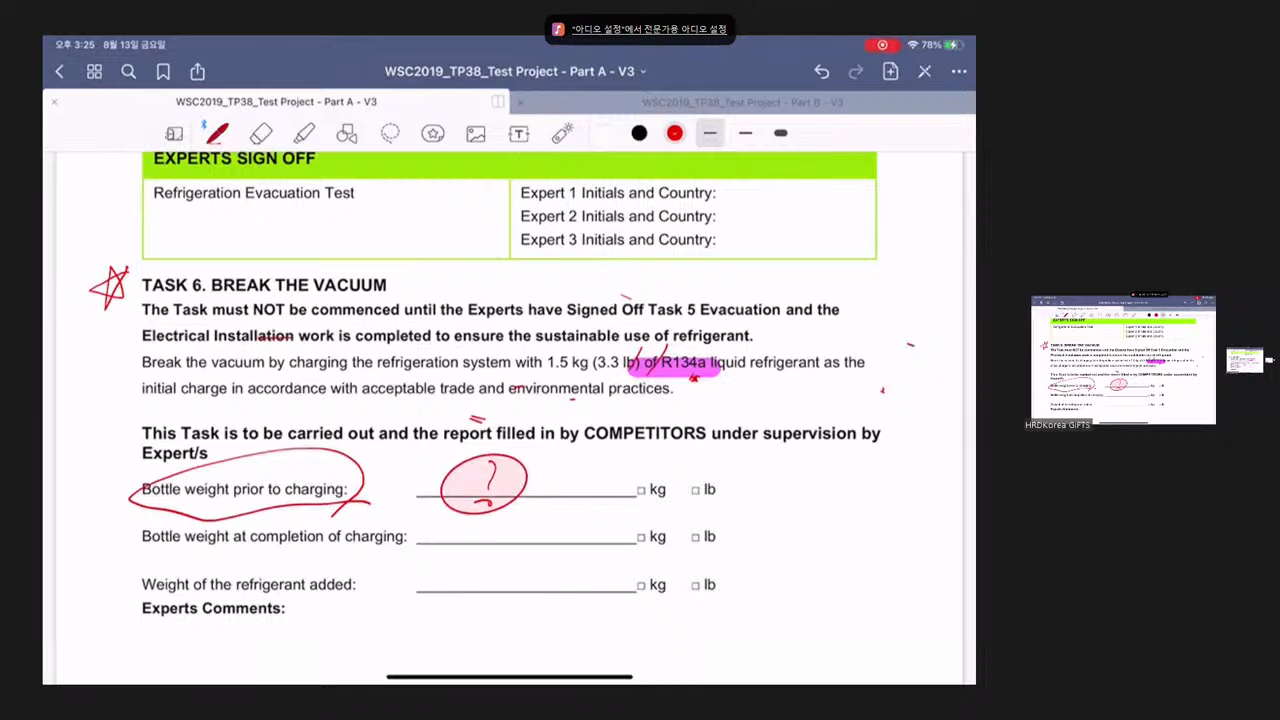 "아디오 설정"에서 전문가용 아디오 설정
오후 3:25 8월 13일 금요일
78%
WSC2019_TP38_Test Project - Part A - V3
WSC2019_TP38_Test Project - Part A - V3
WSC2019_TP38_Test Project - Part B - V3
EXPERTS SIGN OFF
Refrigeration Evacuation Test
Expert 1 Initials and Country:
Expert 2 Initials and Country:
Expert 3 Initials and Country:
TASK 6. BREAK THE VACUUM
The Task must NOT be commenced until the Experts have Signed Off Task 5 Evacuation and the
Electrical Installation work is completed to ensure the sustainable use of refrigerant.
Break the vacuum by charging the refrigeration system with 1.5 kg (3.3 lb) of R134a liquid refrigerant as the
initial charge in accordance with acceptable trade and environmental practices.
This Task is to be carried out and the report filled in by COMPETITORS under supervision by
Expert/s
Bottle weight prior to charging: ? kg lb
Bottle weight at completion of charging: kg lb
Weight of the refrigerant added: kg lb
Experts Comments:
HRDKorea GIFTS